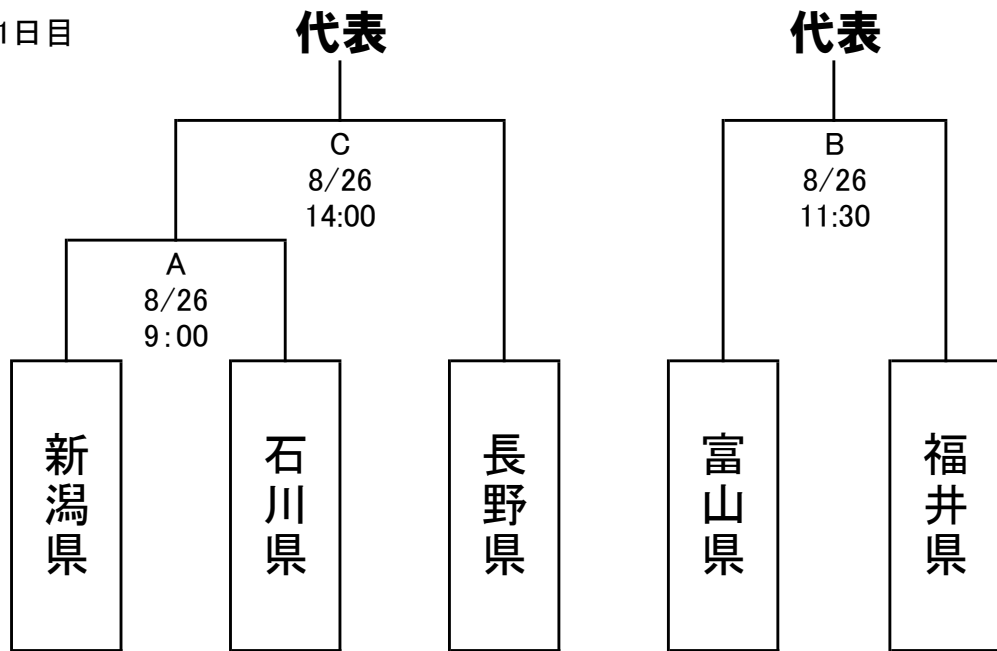 1日目
代表
代表
C
8/26
14:00
B
8/26
11:30
A
8/26
9:00
新潟県
石川県
長野県
富山県
福井県